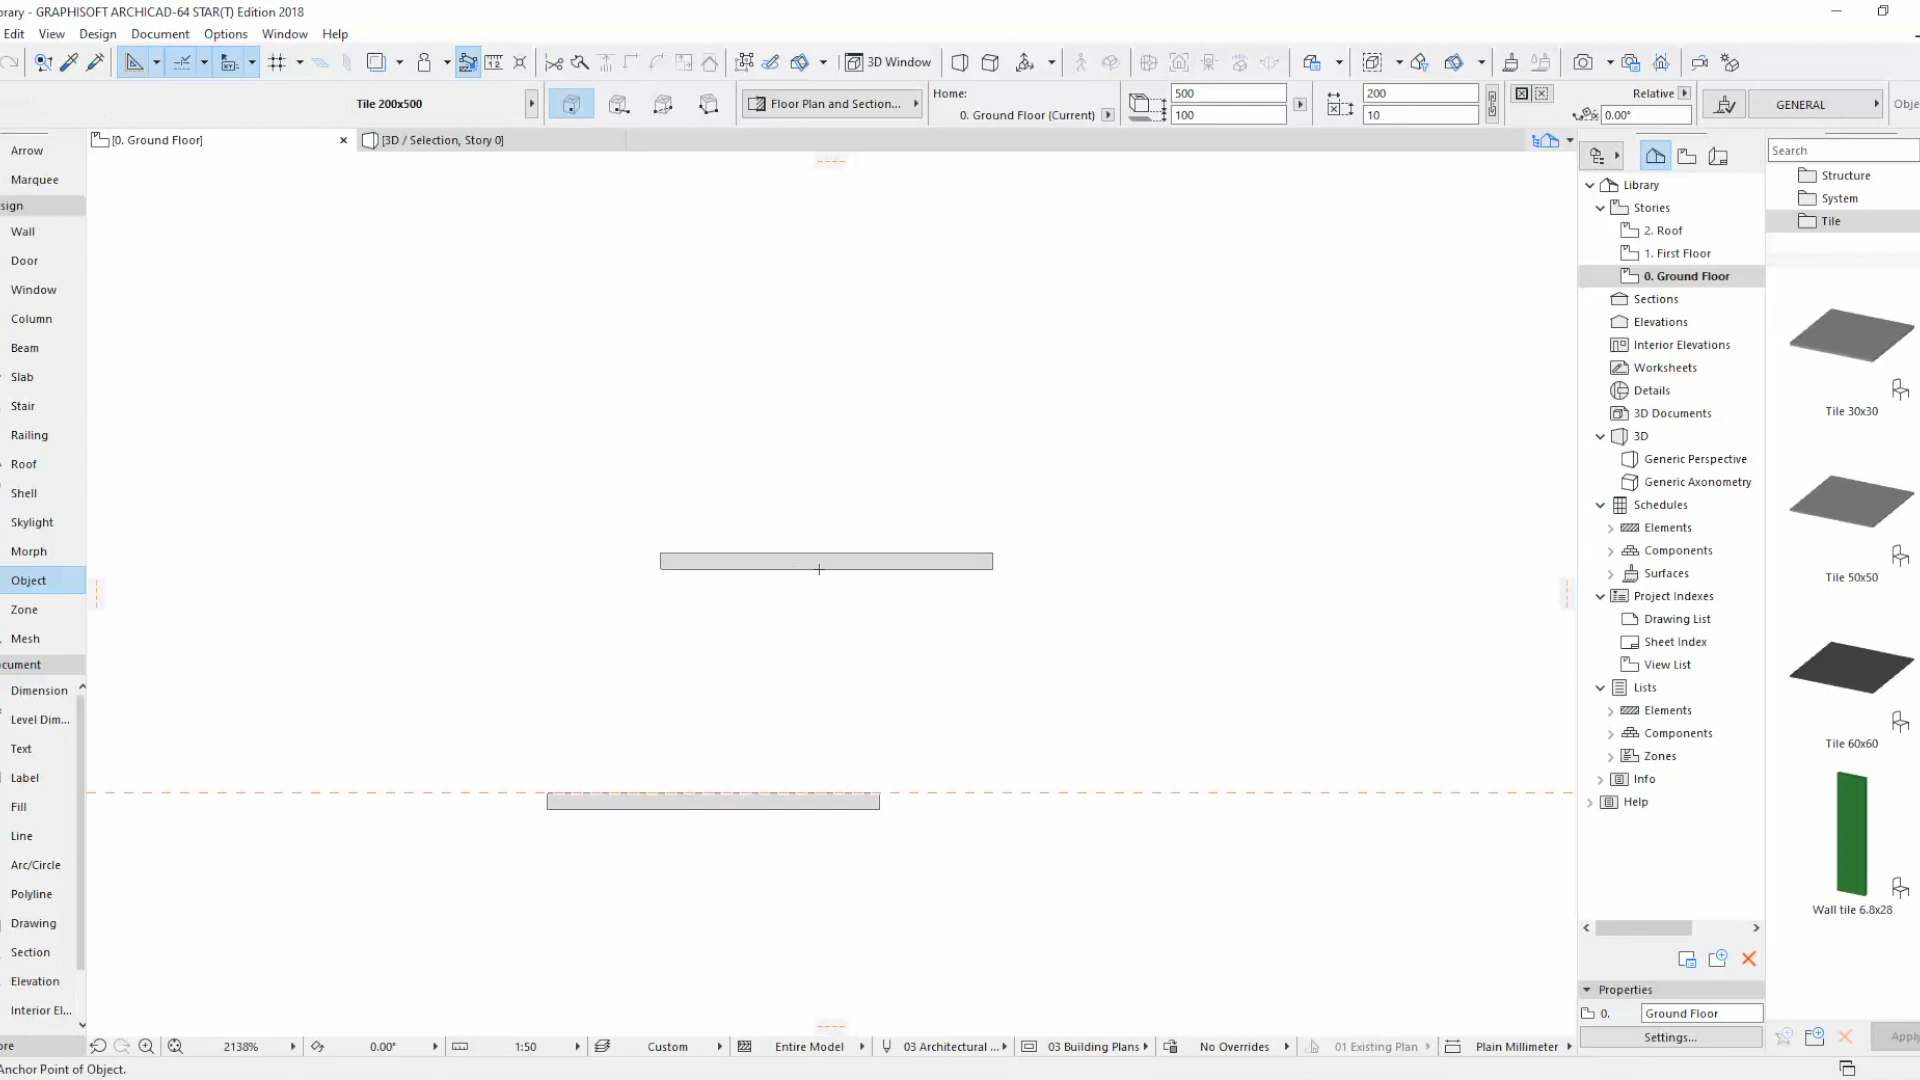 brary - GRAPHISOFT ARCHICAD-64 STAR(T) Edition 2018
Edit View Design Document Options Window Help
3D Window
Tile 200x500
Floor Plan and Section...
Home:
0. Ground Floor (Current)
500
100
200
10
Relative
0.00°
GENERAL
Obje
[0. Ground Floor]
[3D / Selection, Story 0]
Arrow
Marquee
sign
Wall
Door
Window
Column
Beam
Slab
Stair
Railing
Roof
Shell
Skylight
Morph
Object
Zone
Mesh
cument
Dimension
Level Dim...
Text
Label
Fill
Line
Arc/Circle
Polyline
Drawing
Section
Elevation
Interior El...
ore
Library
Stories
2. Roof
1. First Floor
0. Ground Floor
Sections
Elevations
Interior Elevations
Worksheets
Details
3D Documents
3D
Generic Perspective
Generic Axonometry
Schedules
Elements
Components
Surfaces
Project Indexes
Drawing List
Sheet Index
View List
Lists
Elements
Components
Zones
Info
Help
Properties
0. Ground Floor
Settings...
Search
Structure
System
Tile
Tile 30x30
Tile 50x50
Tile 60x60
Wall tile 6.8x28
Apply
2138%
0.00°
1:50
Custom
Entire Model
03 Architectural ...
03 Building Plans
No Overrides
01 Existing Plan
Plain Millimeter
Anchor Point of Object.